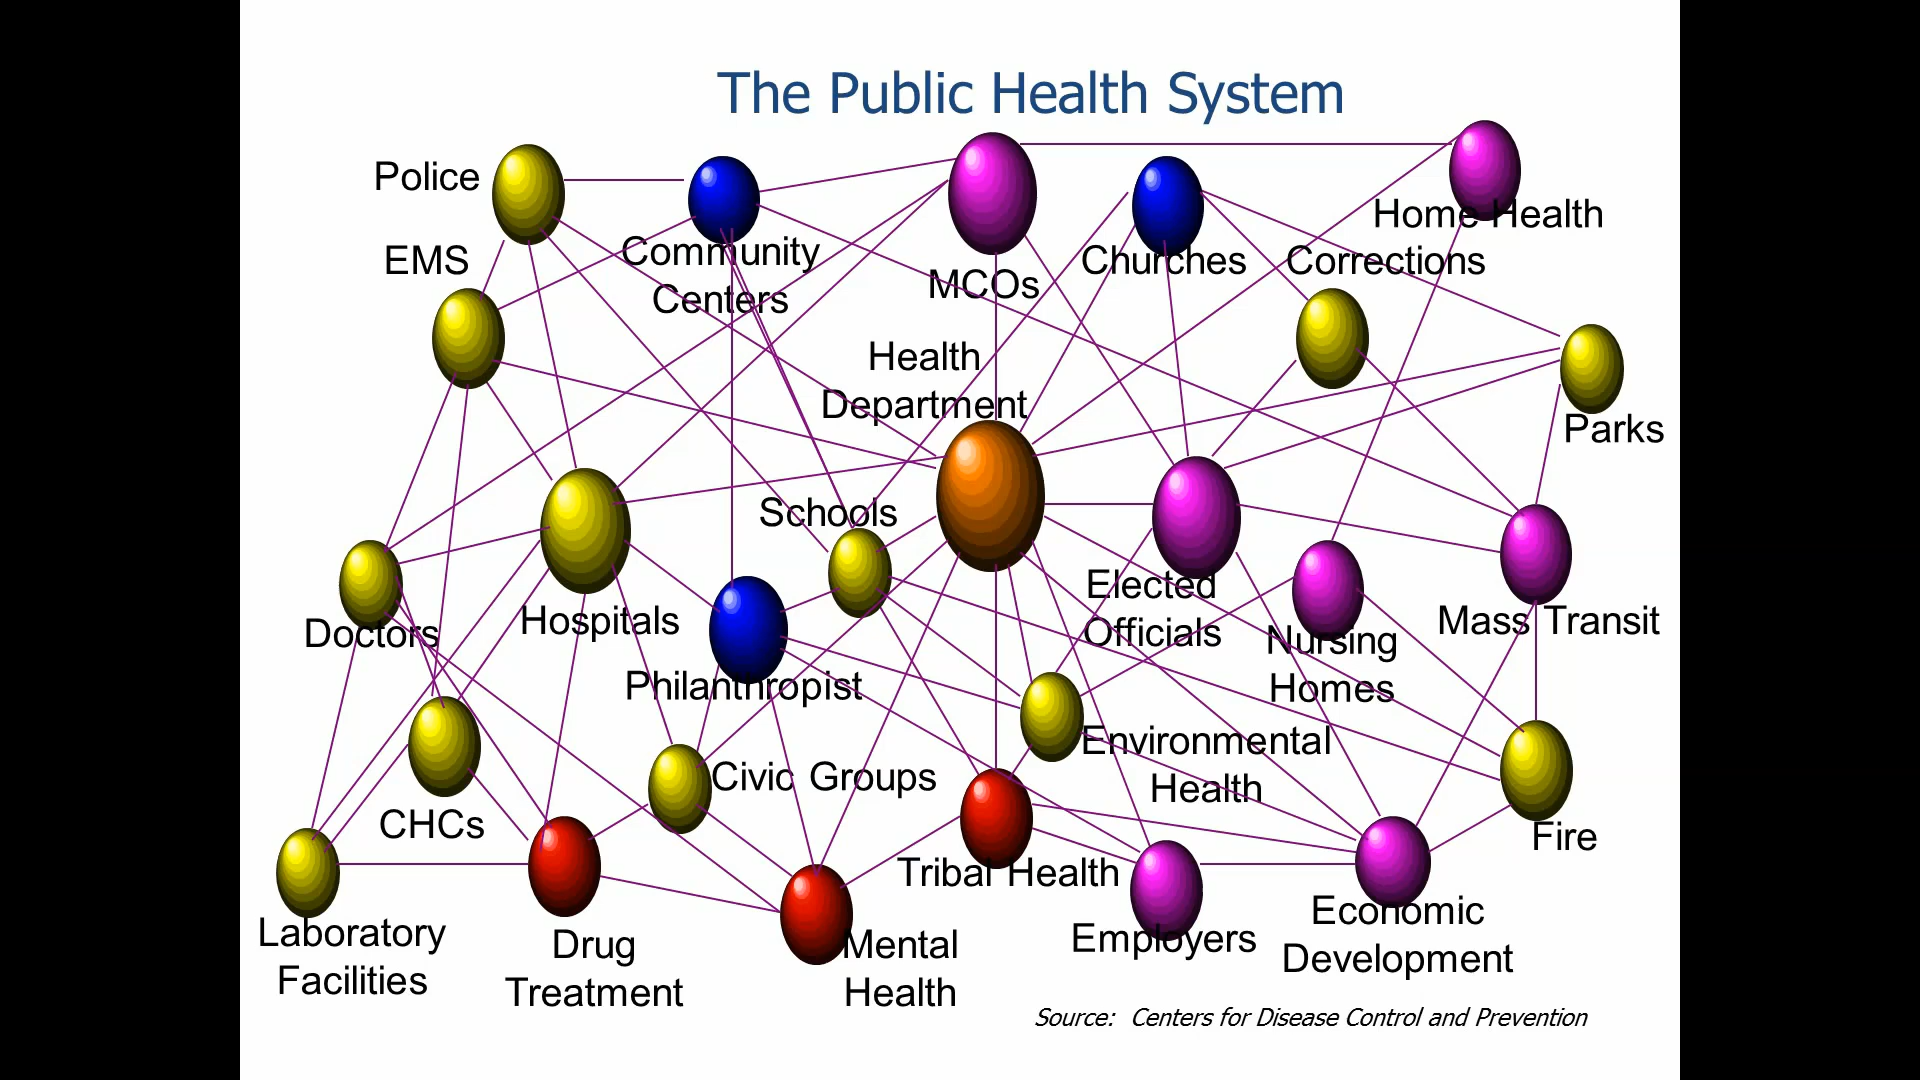 The Public Health System
Police
Home Health
EMS
Community
Centers
MCOs
Churches
Corrections
Health
Department
Parks
Schools
Doctors
Hospitals
Elected
Officials
Nursing
Homes
Mass Transit
Philanthropist
Environmental
Health
Civic Groups
CHCs
Fire
Tribal Health
Laboratory
Facilities
Drug
Treatment
Mental
Health
Employers
Economic
Development
Source: Centers for Disease Control and Prevention